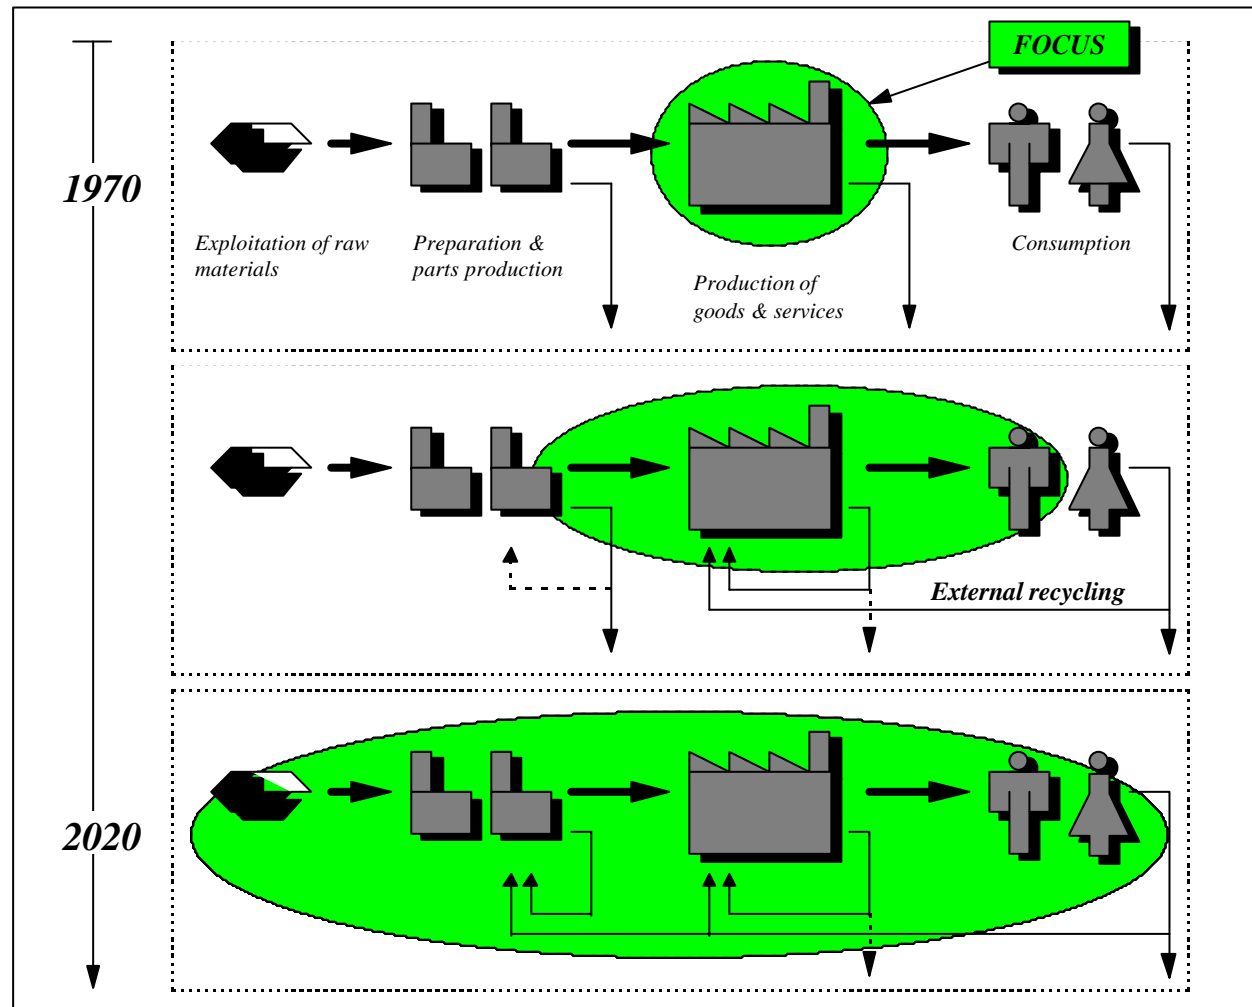 FOCUS
1970
Exploitation of raw
materials
Preparation &
parts production
Production of
goods & services
Consumption
External recycling
2020